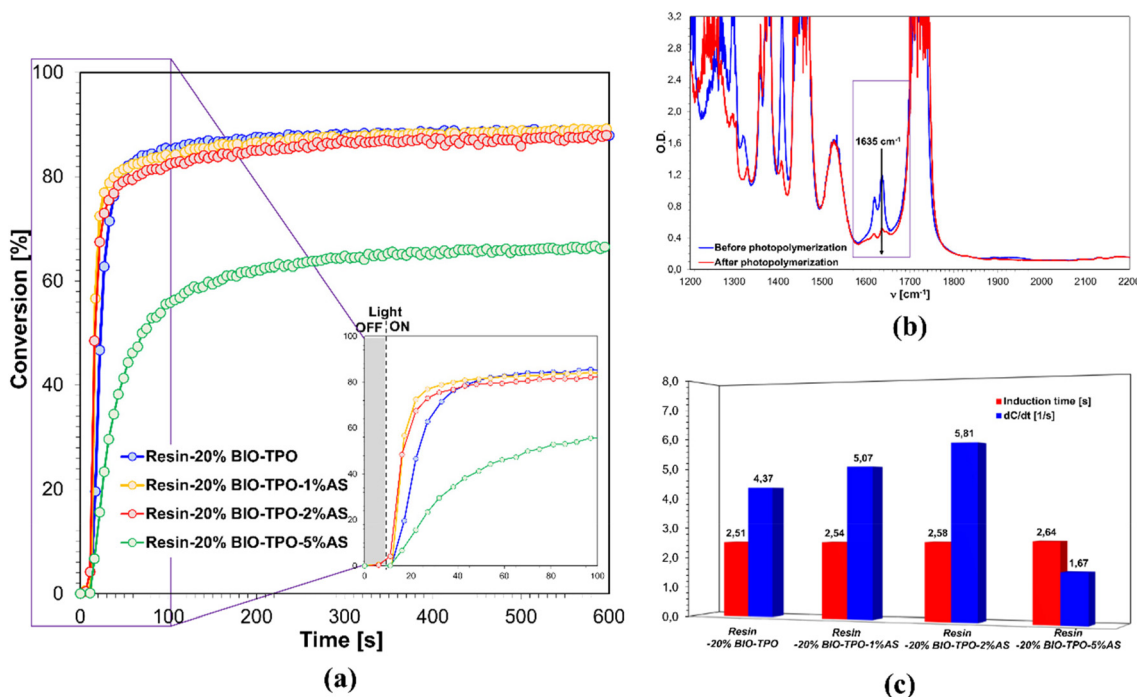 100
80
60
40
20
0
Conversion [%]
0 100 200 300 400 500 600
Time [s]
Resin-20% BIO-TPO
Resin-20% BIO-TPO-1%AS
Resin-20% BIO-TPO-2%AS
Resin-20% BIO-TPO-5%AS
Light
OFF ON
100
80
60
40
20
0
0 20 40 60 80 100
(a)
3,6
3,2
2,8
2,4
2,0
1,6
1,2
0,8
0,4
0,0
O.D.
1635 cm-1
Before photopolymerization
After photopolymerization
1200 1300 1400 1500 1600 1700 1800 1900 2000 2100 2200
ν [cm-1]
(b)
8,0
7,0
6,0
5,0
4,0
3,0
2,0
1,0
0,0
Induction time [s]
dC/dt [1/s]
2,51 4,37 2,54 5,07 2,58 5,81 2,64 1,67
Resin
-20% BIO-TPO
Resin
-20% BIO-TPO-1%AS
Resin
-20% BIO-TPO-2%AS
Resin
-20% BIO-TPO-5%AS
(c)